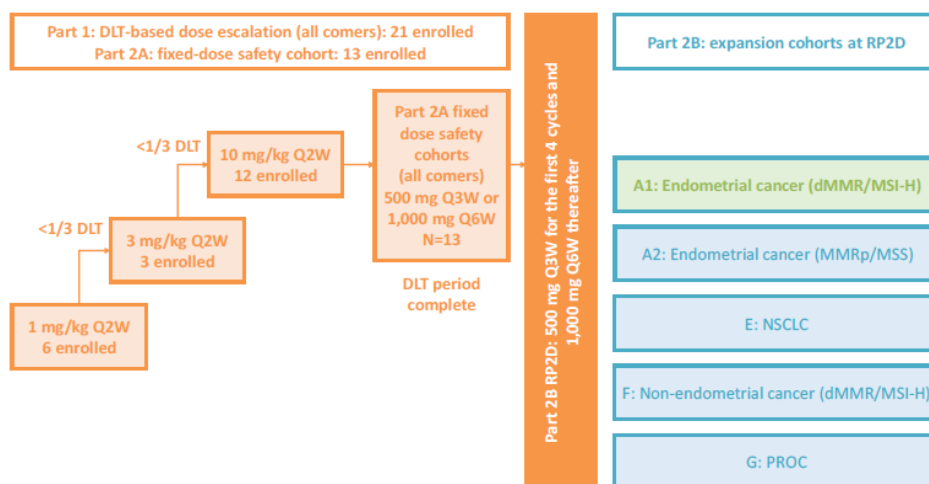 Part 1: DLT-based dose escalation (all comers): 21 enrolled
Part 2A: fixed-dose safety cohort: 13 enrolled
Part 2B: expansion cohorts at RP2D
<1/3 DLT
10 mg/kg Q2W
12 enrolled
Part 2A fixed
dose safety
cohorts
(all comers)
500 mg Q3W or
1,000 mg Q6W
N=13
<1/3 DLT
3 mg/kg Q2W
3 enrolled
DLT period
complete
1 mg/kg Q2W
6 enrolled
Part 2B RP2D: 500 mg Q3W for the first 4 cycles and
1,000 mg Q6W thereafter
A1: Endometrial cancer (dMMR/MSI-H)
A2: Endometrial cancer (MMRp/MSS)
E: NSCLC
F: Non-endometrial cancer (dMMR/MSI-H)
G: PROC